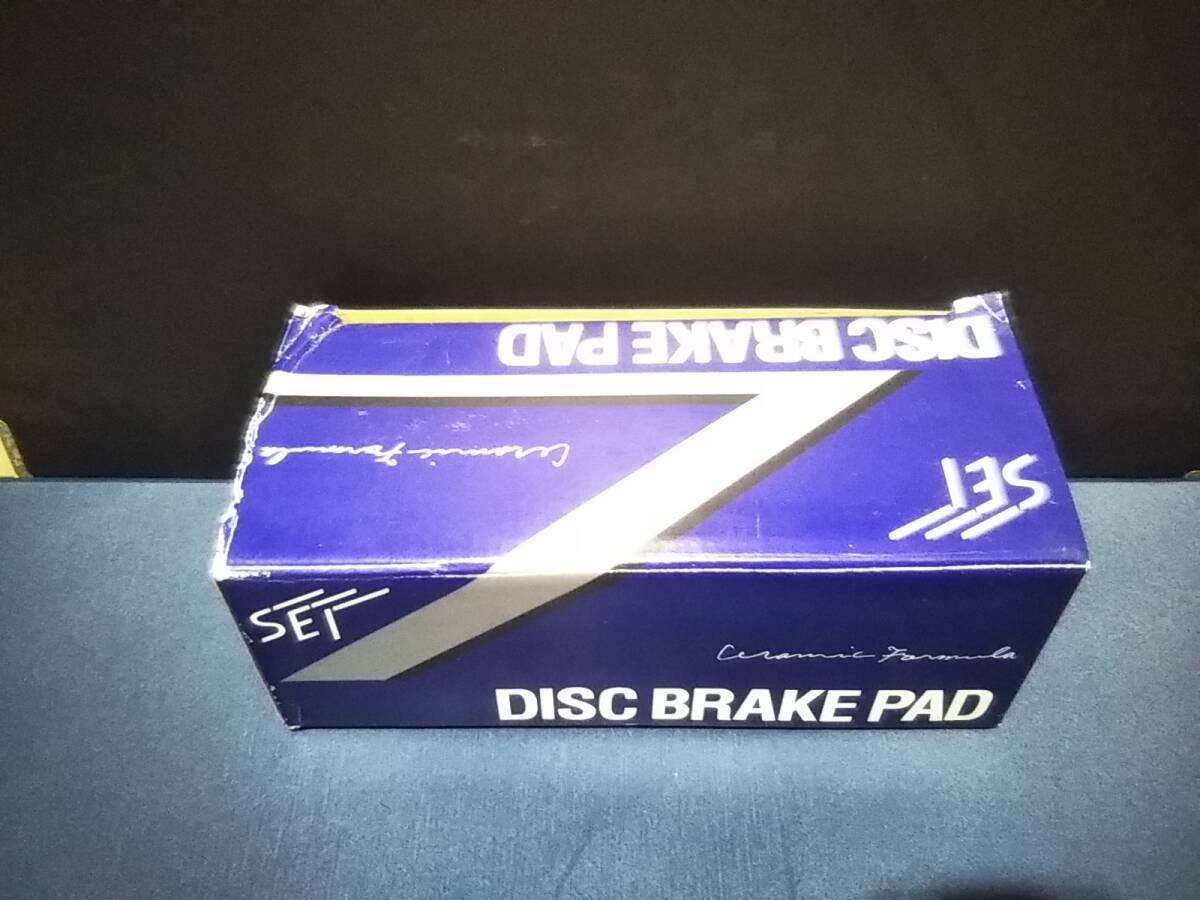 DISC BRAKE PAD
Ceramic Formula
SET
SET
Ceramic Formula
DISC BRAKE PAD